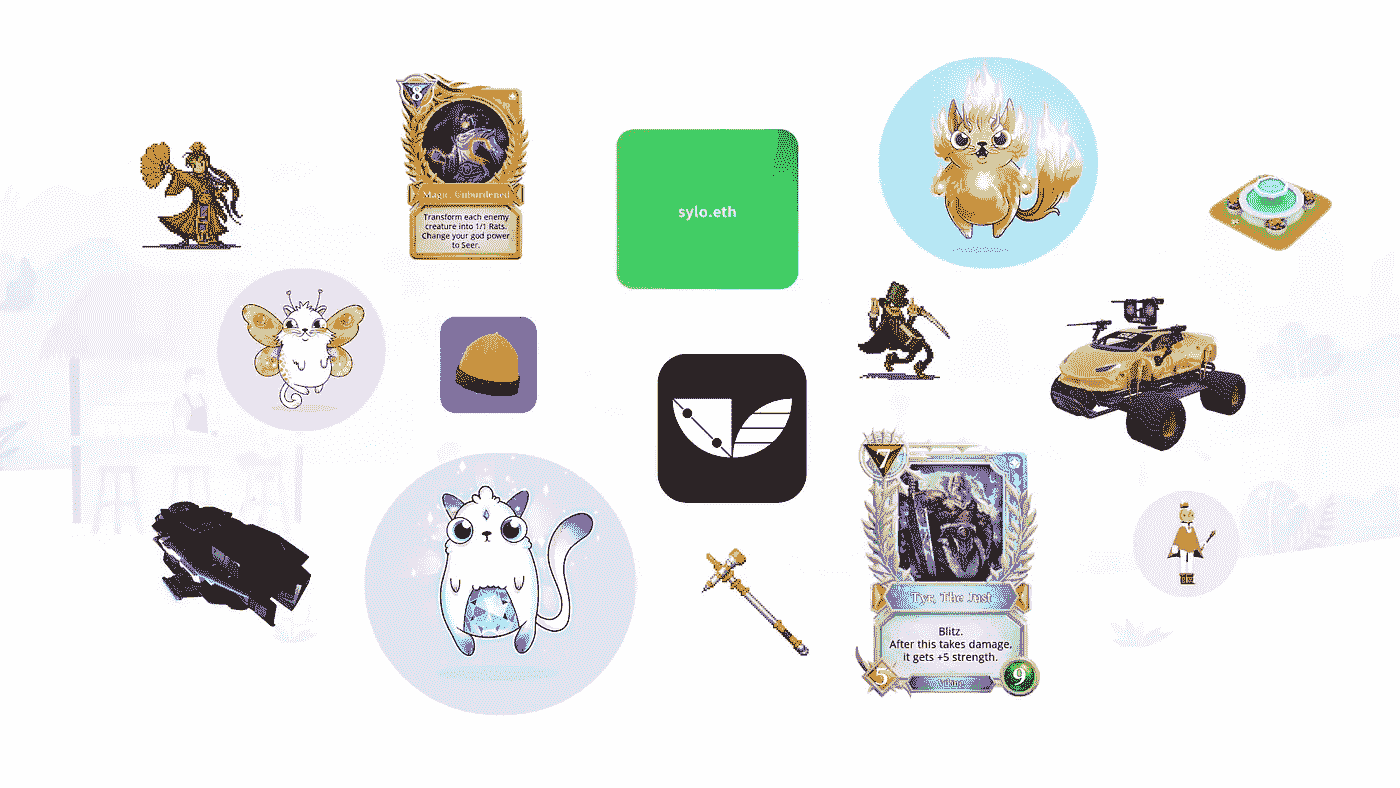 8
Magic, Unburdened
Transform each enemy
creature into 1/1 Rats.
Change your god power
to Seer.
sylo.eth
7
Tyr, The Just
Blitz.
After this takes damage,
it gets +5 strength.
5
9